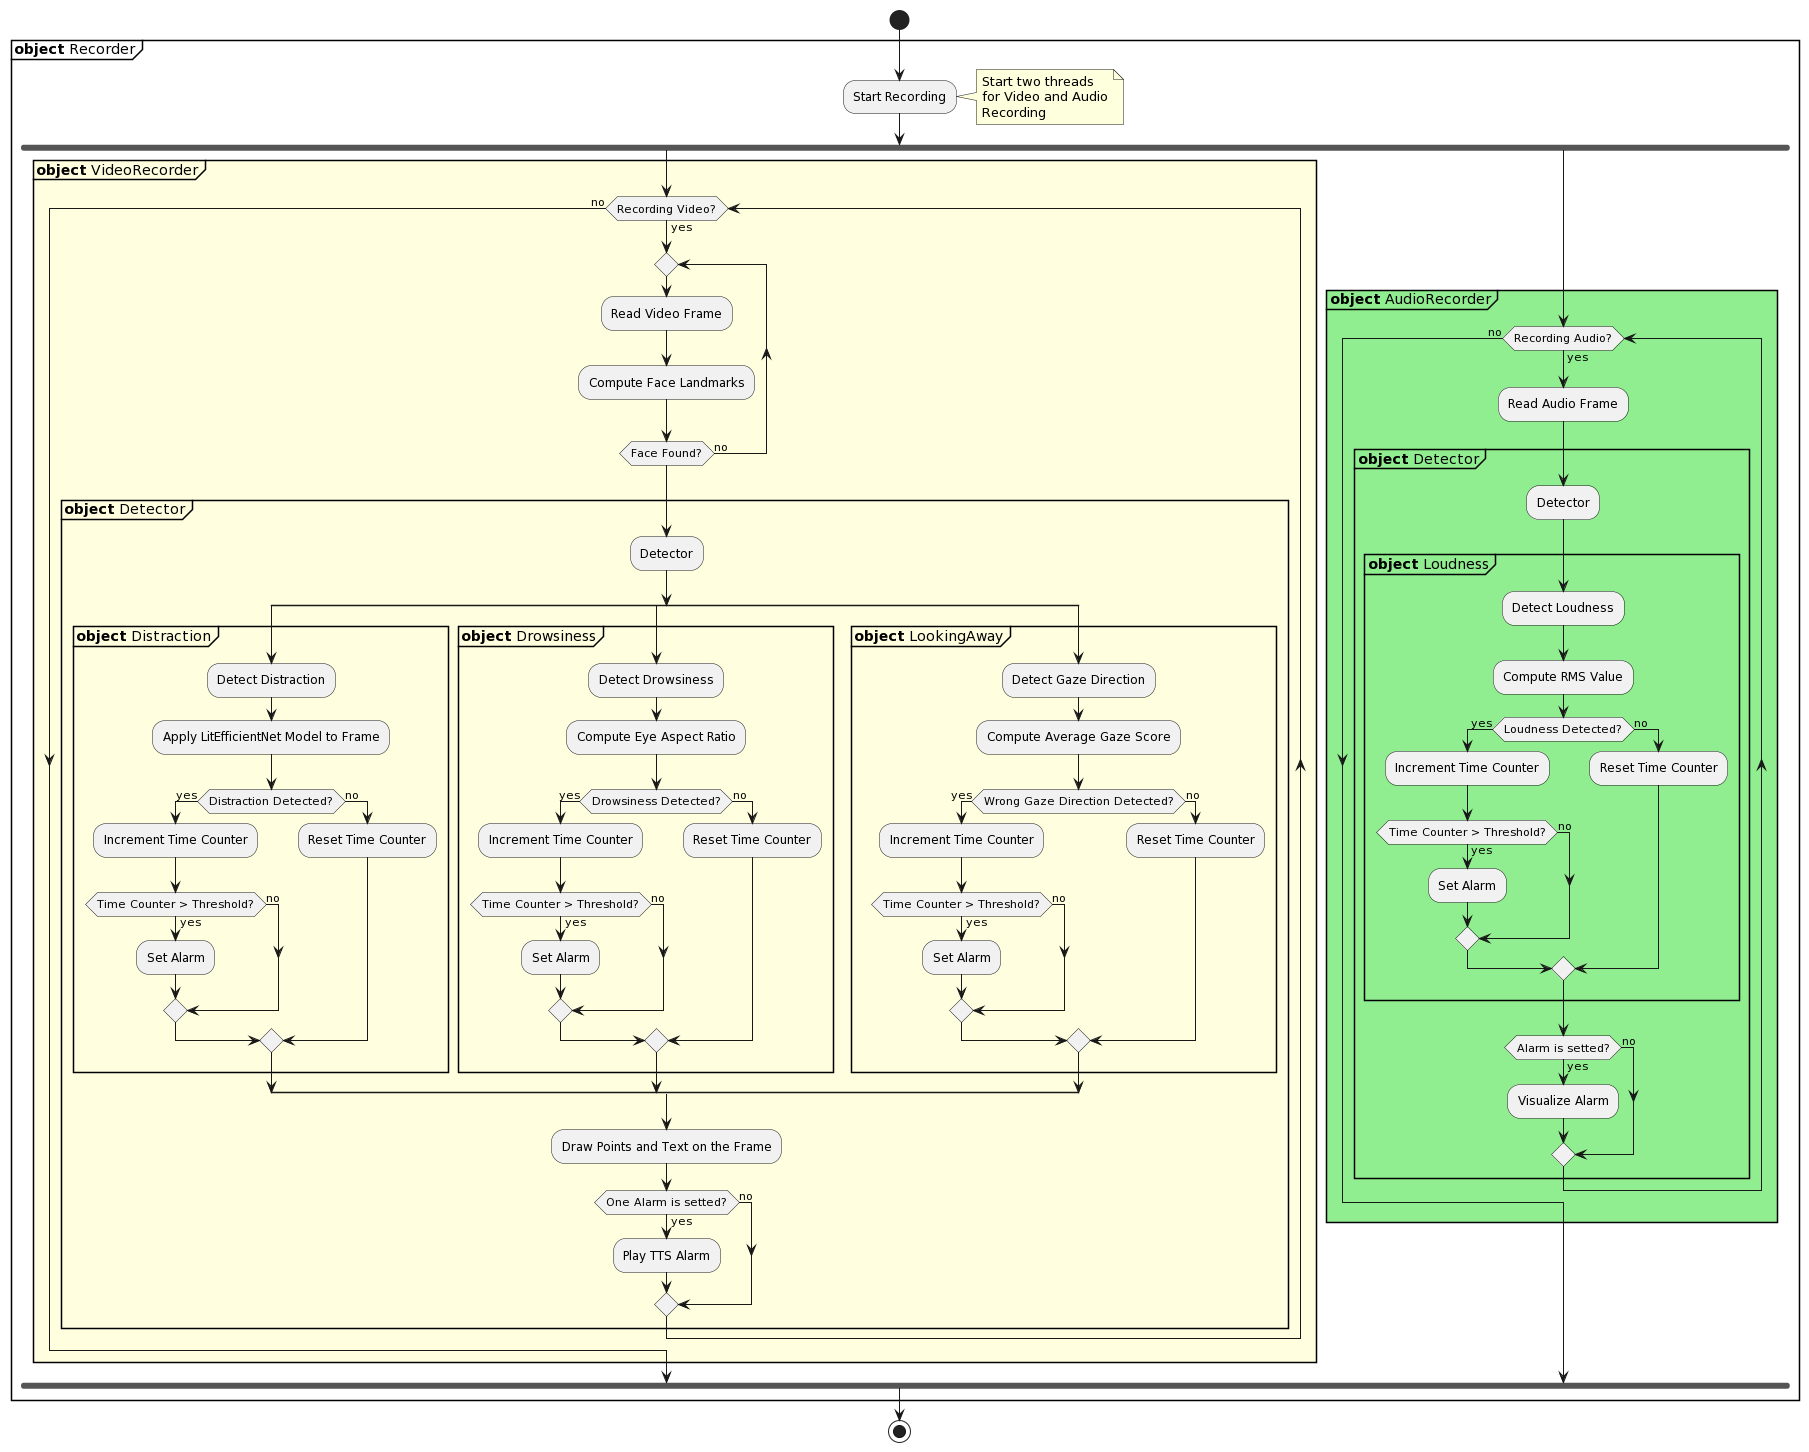 object Recorder
Start Recording
Start two threads
for Video and Audio
Recording
object VideoRecorder
no
Recording Video?
yes
Read Video Frame
Compute Face Landmarks
Face Found?
no
object Detector
Detector
object Distraction
Detect Distraction
Apply LitEfficientNet Model to Frame
yes
Distraction Detected?
no
Increment Time Counter
Reset Time Counter
Time Counter > Threshold?
no
yes
Set Alarm
object Drowsiness
Detect Drowsiness
Compute Eye Aspect Ratio
yes
Drowsiness Detected?
no
Increment Time Counter
Reset Time Counter
Time Counter > Threshold?
no
yes
Set Alarm
object LookingAway
Detect Gaze Direction
Compute Average Gaze Score
yes
Wrong Gaze Direction Detected?
no
Increment Time Counter
Reset Time Counter
Time Counter > Threshold?
no
yes
Set Alarm
Draw Points and Text on the Frame
One Alarm is setted?
no
yes
Play TTS Alarm
object AudioRecorder
no
Recording Audio?
yes
Read Audio Frame
object Detector
Detector
object Loudness
Detect Loudness
Compute RMS Value
yes
Loudness Detected?
no
Increment Time Counter
Reset Time Counter
Time Counter > Threshold?
no
yes
Set Alarm
Alarm is setted?
no
yes
Visualize Alarm